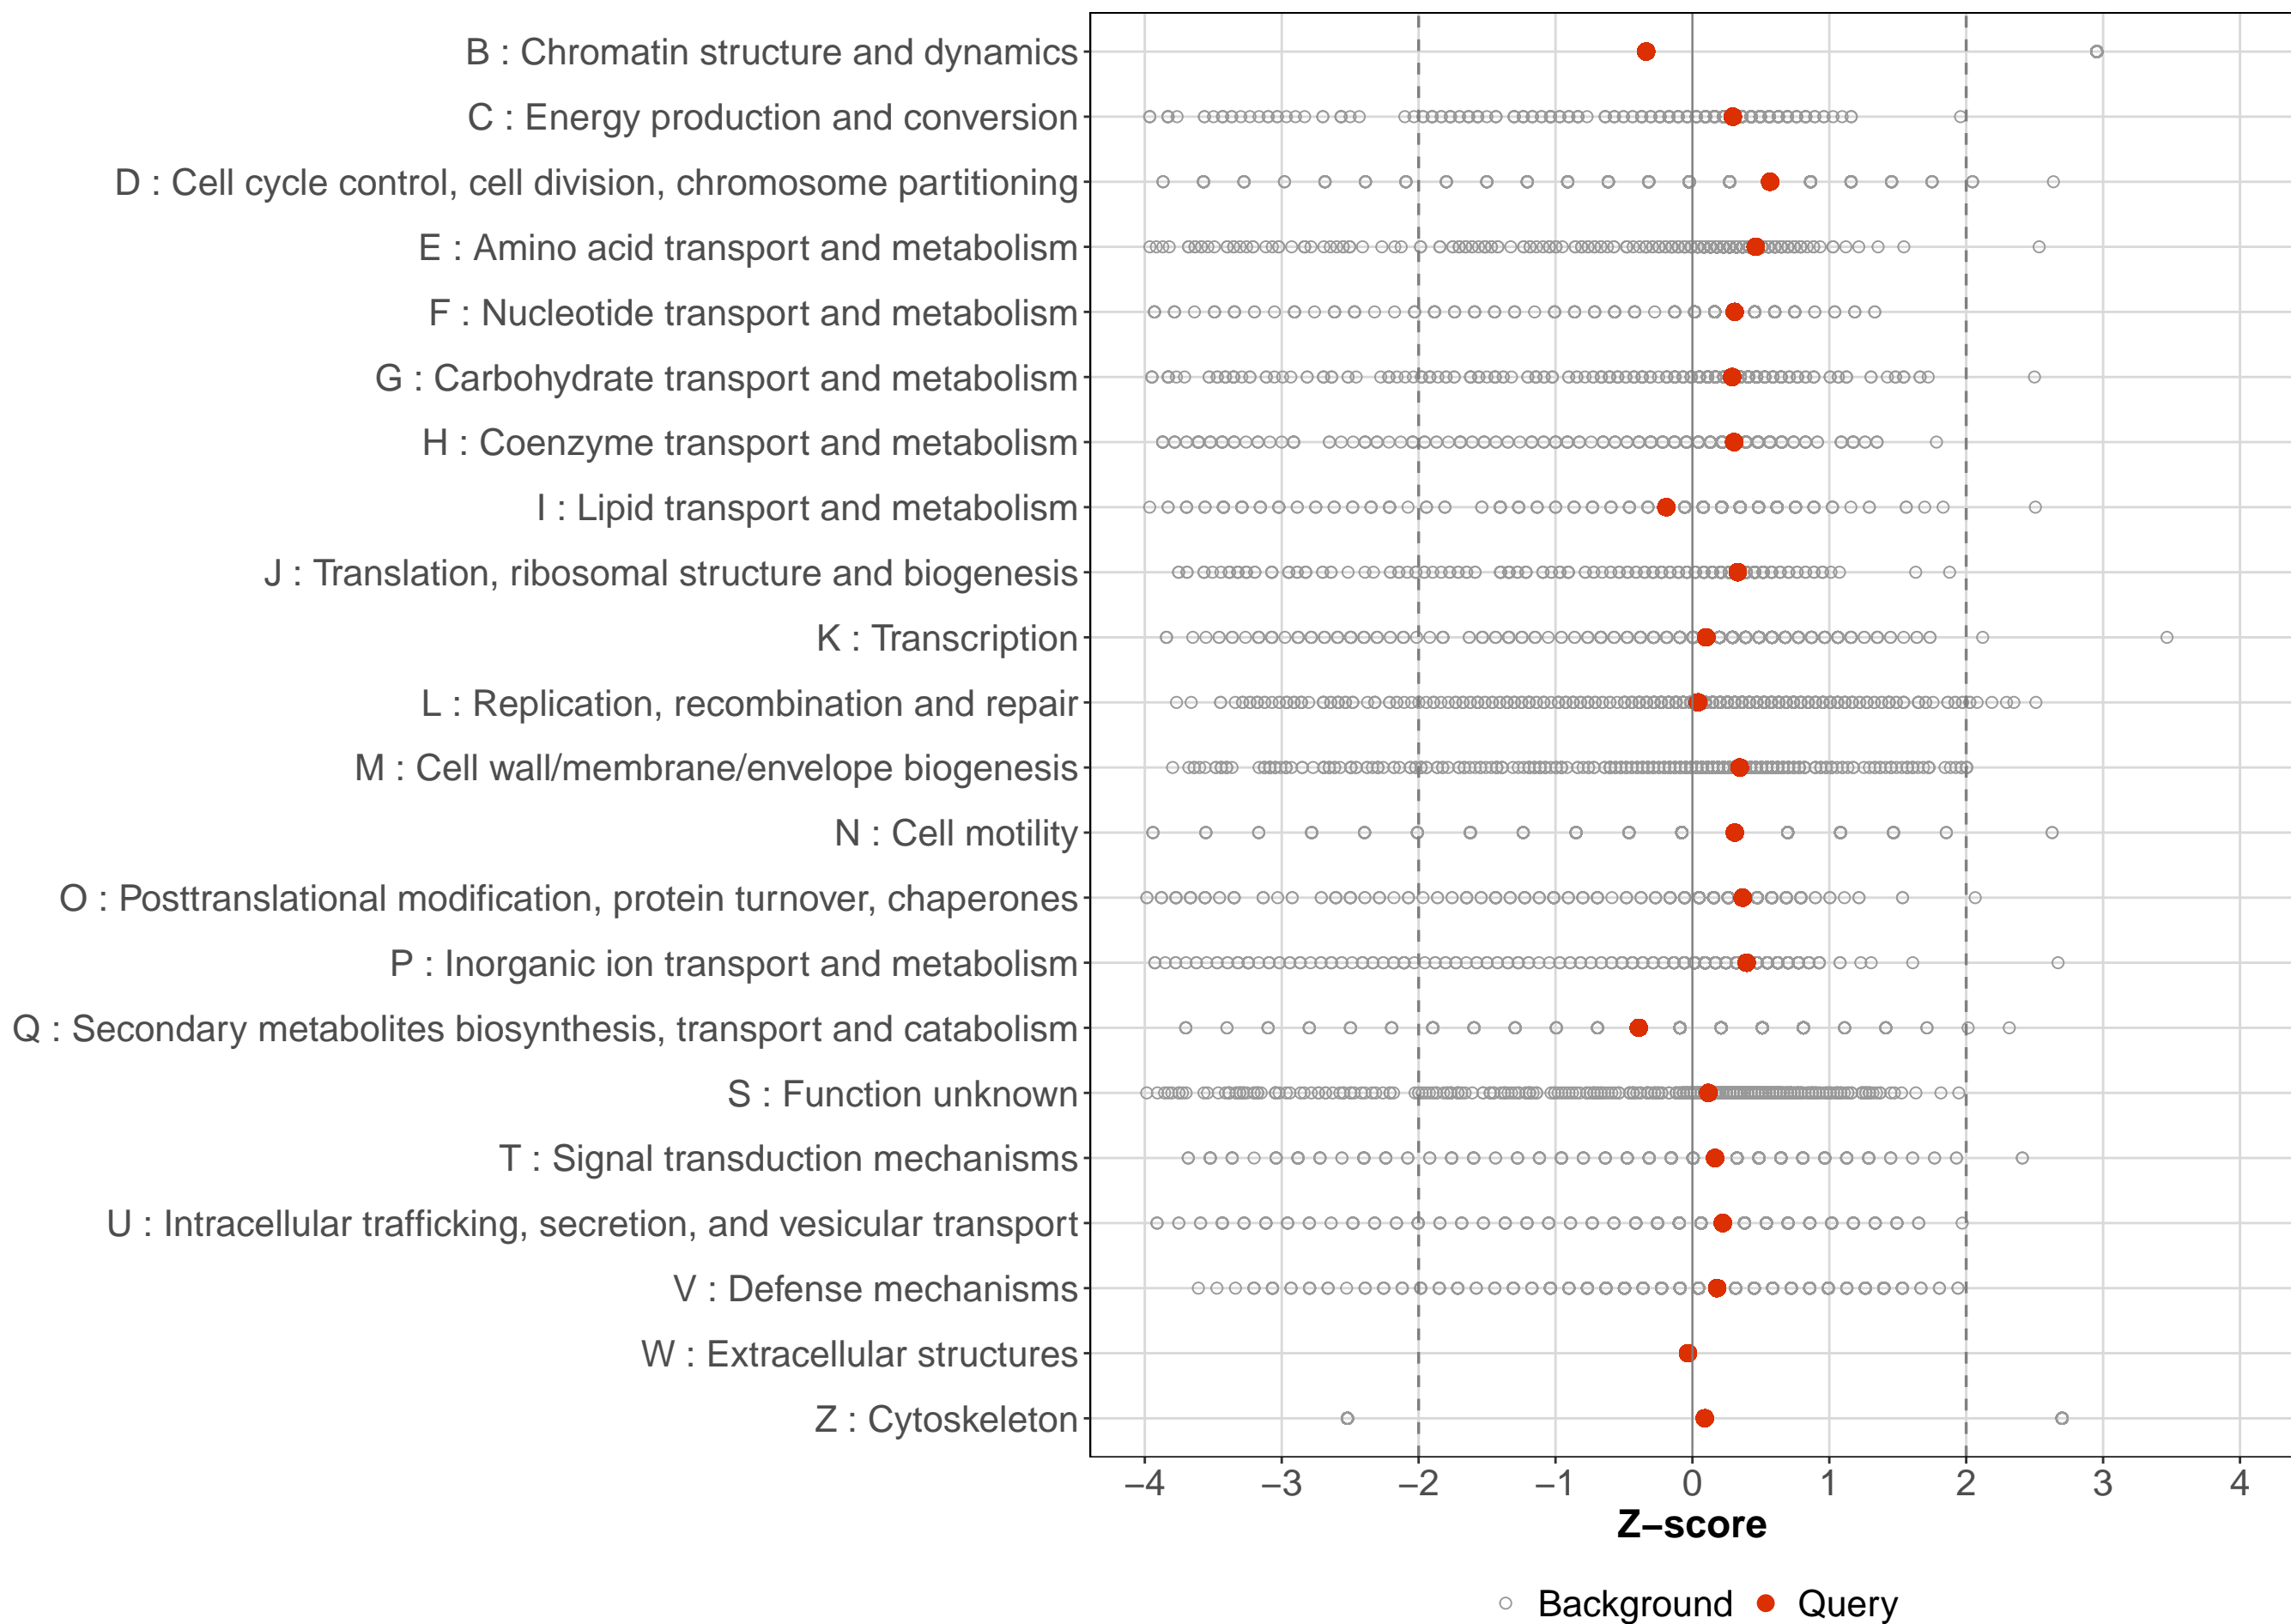 B : Chromatin structure and dynamics
C : Energy production and conversion
D : Cell cycle control, cell division, chromosome partitioning
E : Amino acid transport and metabolism
F : Nucleotide transport and metabolism
G : Carbohydrate transport and metabolism
H : Coenzyme transport and metabolism
I : Lipid transport and metabolism
J : Translation, ribosomal structure and biogenesis
K : Transcription
L : Replication, recombination and repair
M : Cell wall/membrane/envelope biogenesis
N : Cell motility
O : Posttranslational modification, protein turnover, chaperones
P : Inorganic ion transport and metabolism
Q : Secondary metabolites biosynthesis, transport and catabolism
S : Function unknown
T : Signal transduction mechanisms
U : Intracellular trafficking, secretion, and vesicular transport
V : Defense mechanisms
W : Extracellular structures
Z : Cytoskeleton
−4 −3 −2 −1 0 1 2 3 4
Z−score
Background Query